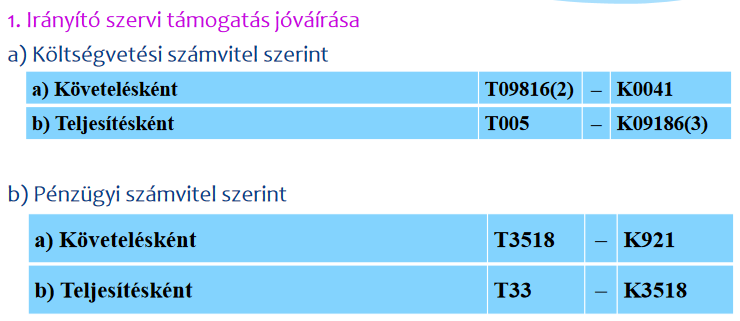 1. Irányító szervi támogatás jóváírása
a) Költségvetési számvitel szerint
a) Követelésként T09816(2) – K0041
b) Teljesítésként T005 – K09186(3)
b) Pénzügyi számvitel szerint
a) Követelésként T3518 – K921
b) Teljesítésként T33 – K3518